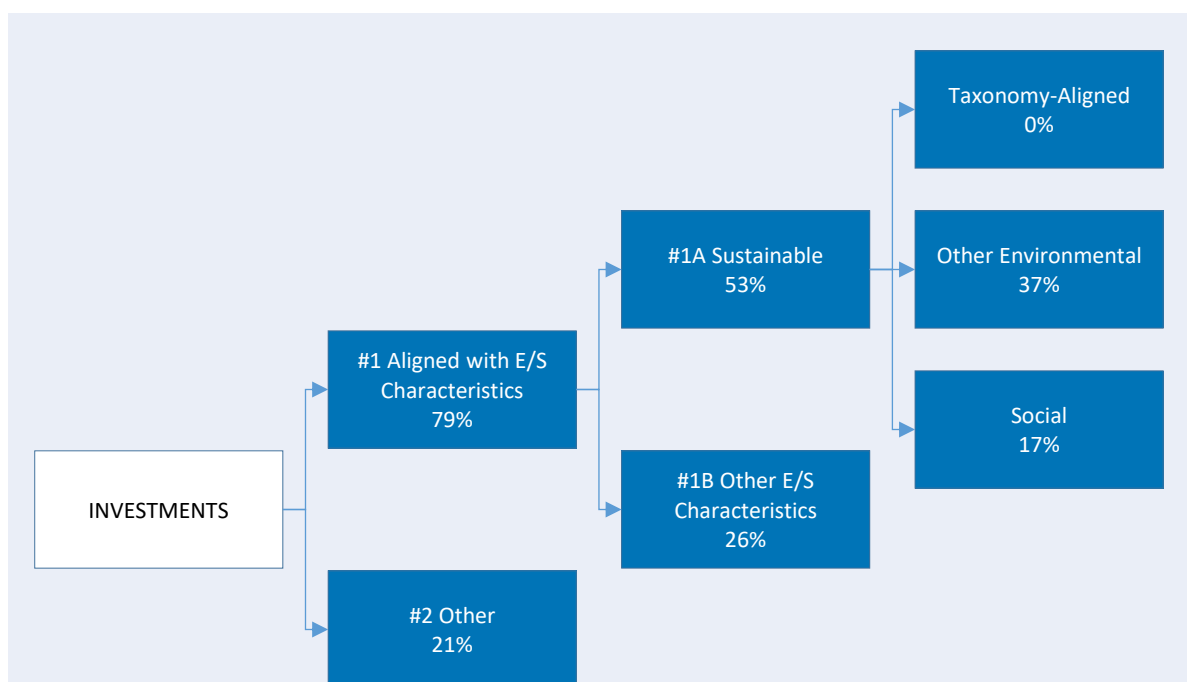 INVESTMENTS
#1 Aligned with E/S
Characteristics
79%
#2 Other
21%
#1A Sustainable
53%
#1B Other E/S
Characteristics
26%
Taxonomy-Aligned
0%
Other Environmental
37%
Social
17%